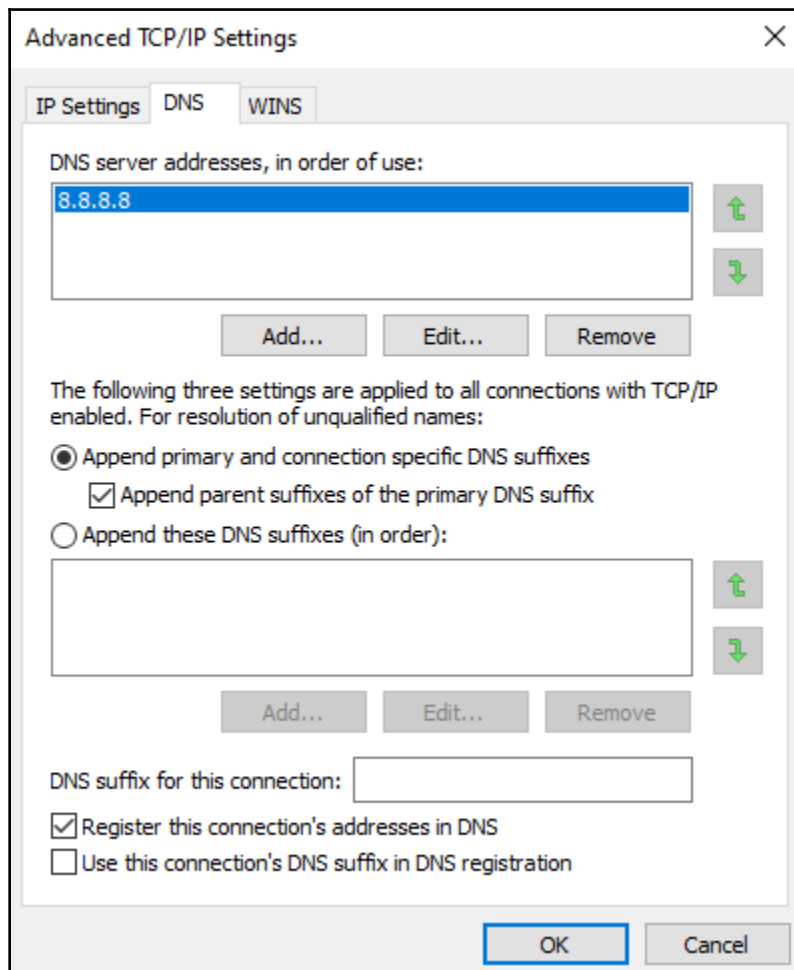 Advanced TCP/IP Settings
IP Settings DNS WINS
DNS server addresses, in order of use:
8.8.8.8
Add... Edit... Remove
The following three settings are applied to all connections with TCP/IP
enabled. For resolution of unqualified names:
Append primary and connection specific DNS suffixes
Append parent suffixes of the primary DNS suffix
Append these DNS suffixes (in order):
Add... Edit... Remove
DNS suffix for this connection:
Register this connection's addresses in DNS
Use this connection's DNS suffix in DNS registration
OK Cancel